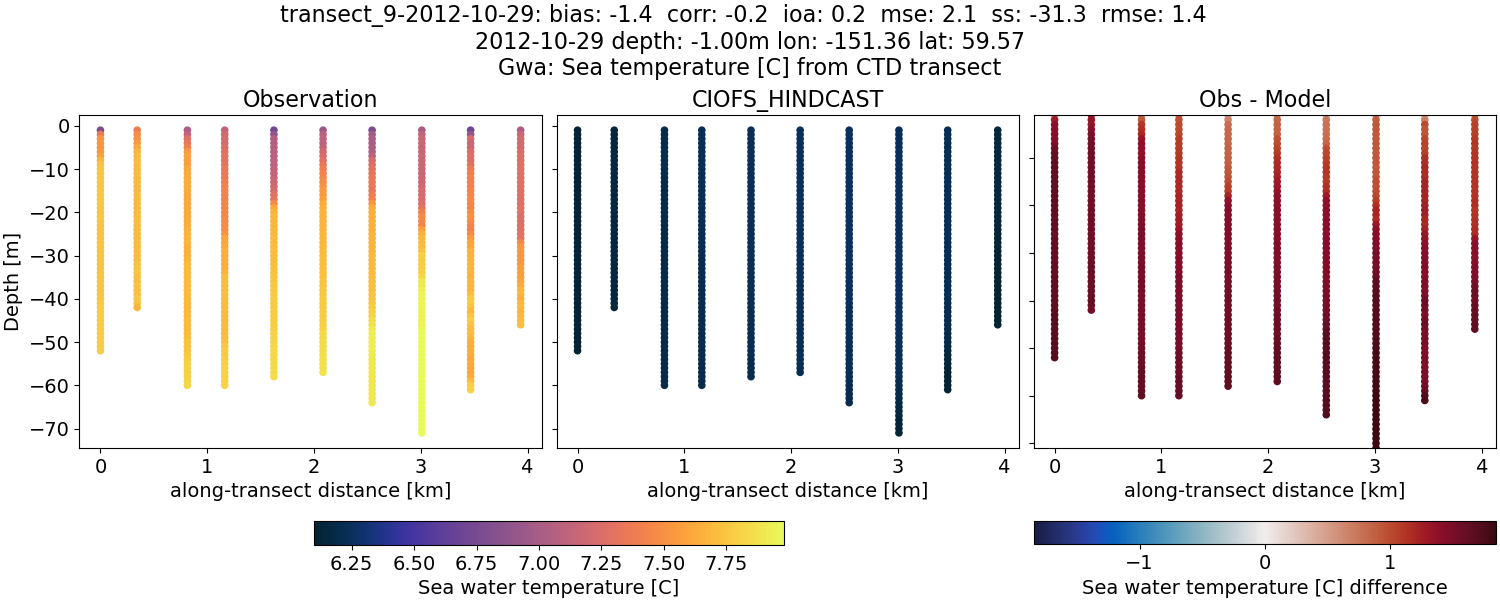 transect_9-2012-10-29: bias: -1.4  corr: -0.2  ioa: 0.2  mse: 2.1  ss: -31.3  rmse: 1.4
2012-10-29 depth: -1.00m lon: -151.36 lat: 59.57
Gwa: Sea temperature [C] from CTD transect
Observation
CIOFS_HINDCAST
Obs - Model
Depth [m]
0
−10
−20
−30
−40
−50
−60
−70
0 1 2 3 4
0 1 2 3 4
0 1 2 3 4
along-transect distance [km]
along-transect distance [km]
along-transect distance [km]
6.25 6.50 6.75 7.00 7.25 7.50 7.75
Sea water temperature [C]
−1 0 1
Sea water temperature [C] difference